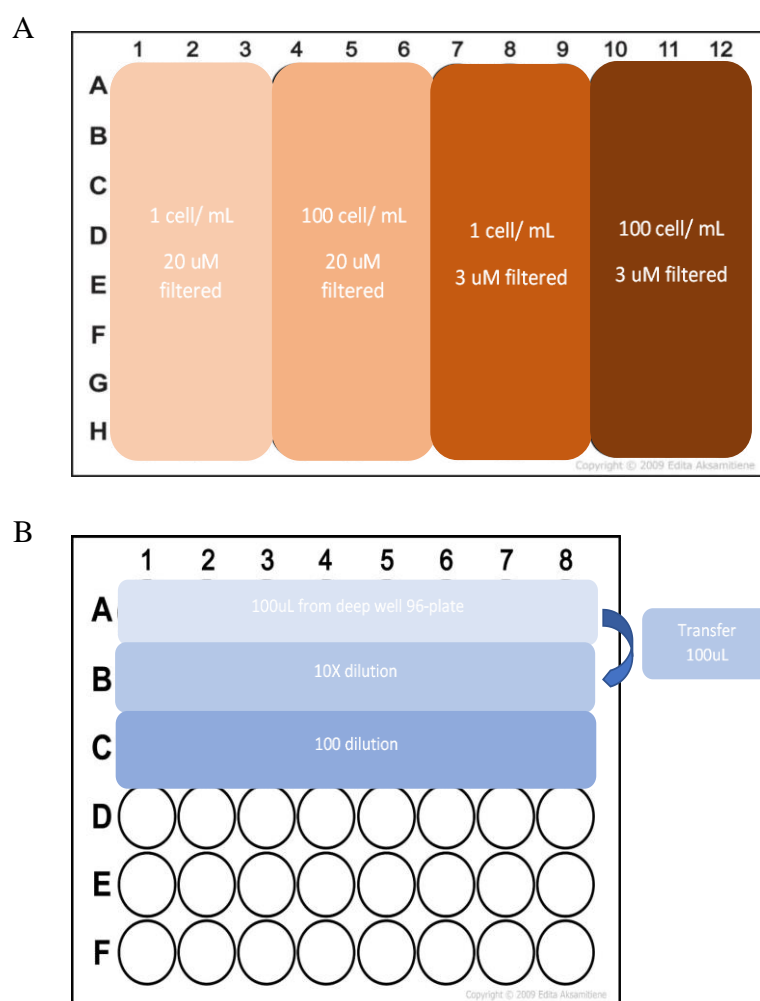 A
1 2 3 4 5 6 7 8 9 10 11 12
A
B
C
D
E
F
G
H
1 cell/ mL
20 uM
filtered
100 cell/ mL
20 uM
filtered
1 cell/ mL
3 uM filtered
100 cell/ mL
3 uM filtered
Copyright © 2009 Edita Aksamitiene
B
1 2 3 4 5 6 7 8
A
100uL from deep well 96-plate
Transfer
100uL
B
10X dilution
C
100 dilution
D
E
F
Copyright © 2009 Edita Aksamitiene